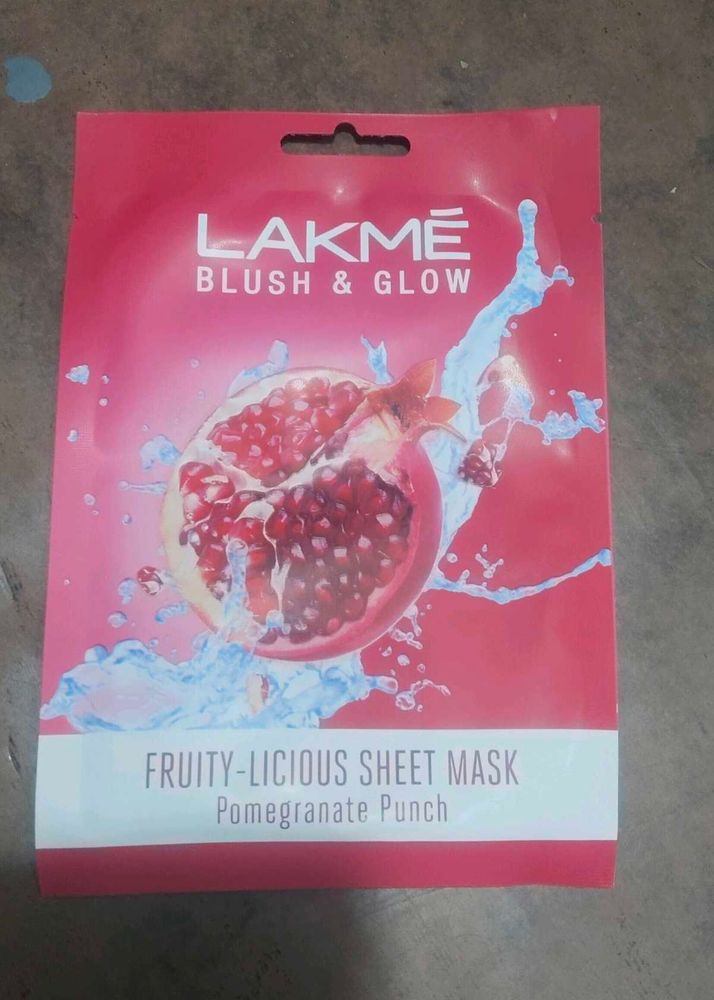 LAKMÉ
BLUSH & GLOW
FRUITY-LICIOUS SHEET MASK
Pomegranate Punch